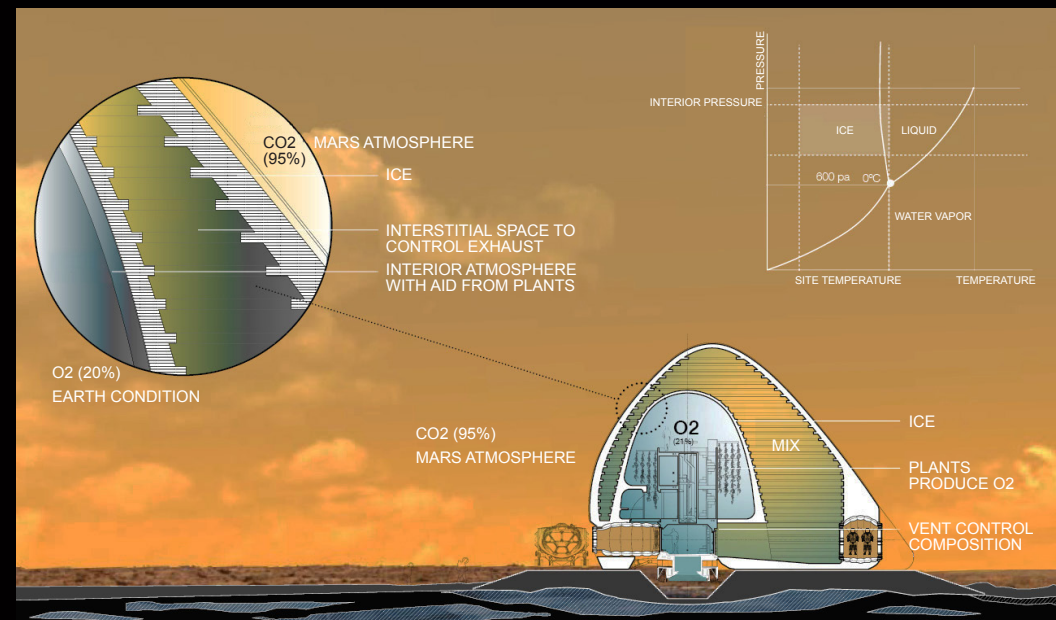 CO2
(95%)
MARS ATMOSPHERE
ICE
INTERSTITIAL SPACE TO
CONTROL EXHAUST
INTERIOR ATMOSPHERE
WITH AID FROM PLANTS
O2 (20%)
EARTH CONDITION
PRESSURE
INTERIOR PRESSURE
ICE
LIQUID
600 pa
0°C
WATER VAPOR
SITE TEMPERATURE
TEMPERATURE
CO2 (95%)
MARS ATMOSPHERE
O2
(21%)
MIX
ICE
PLANTS
PRODUCE O2
VENT CONTROL
COMPOSITION